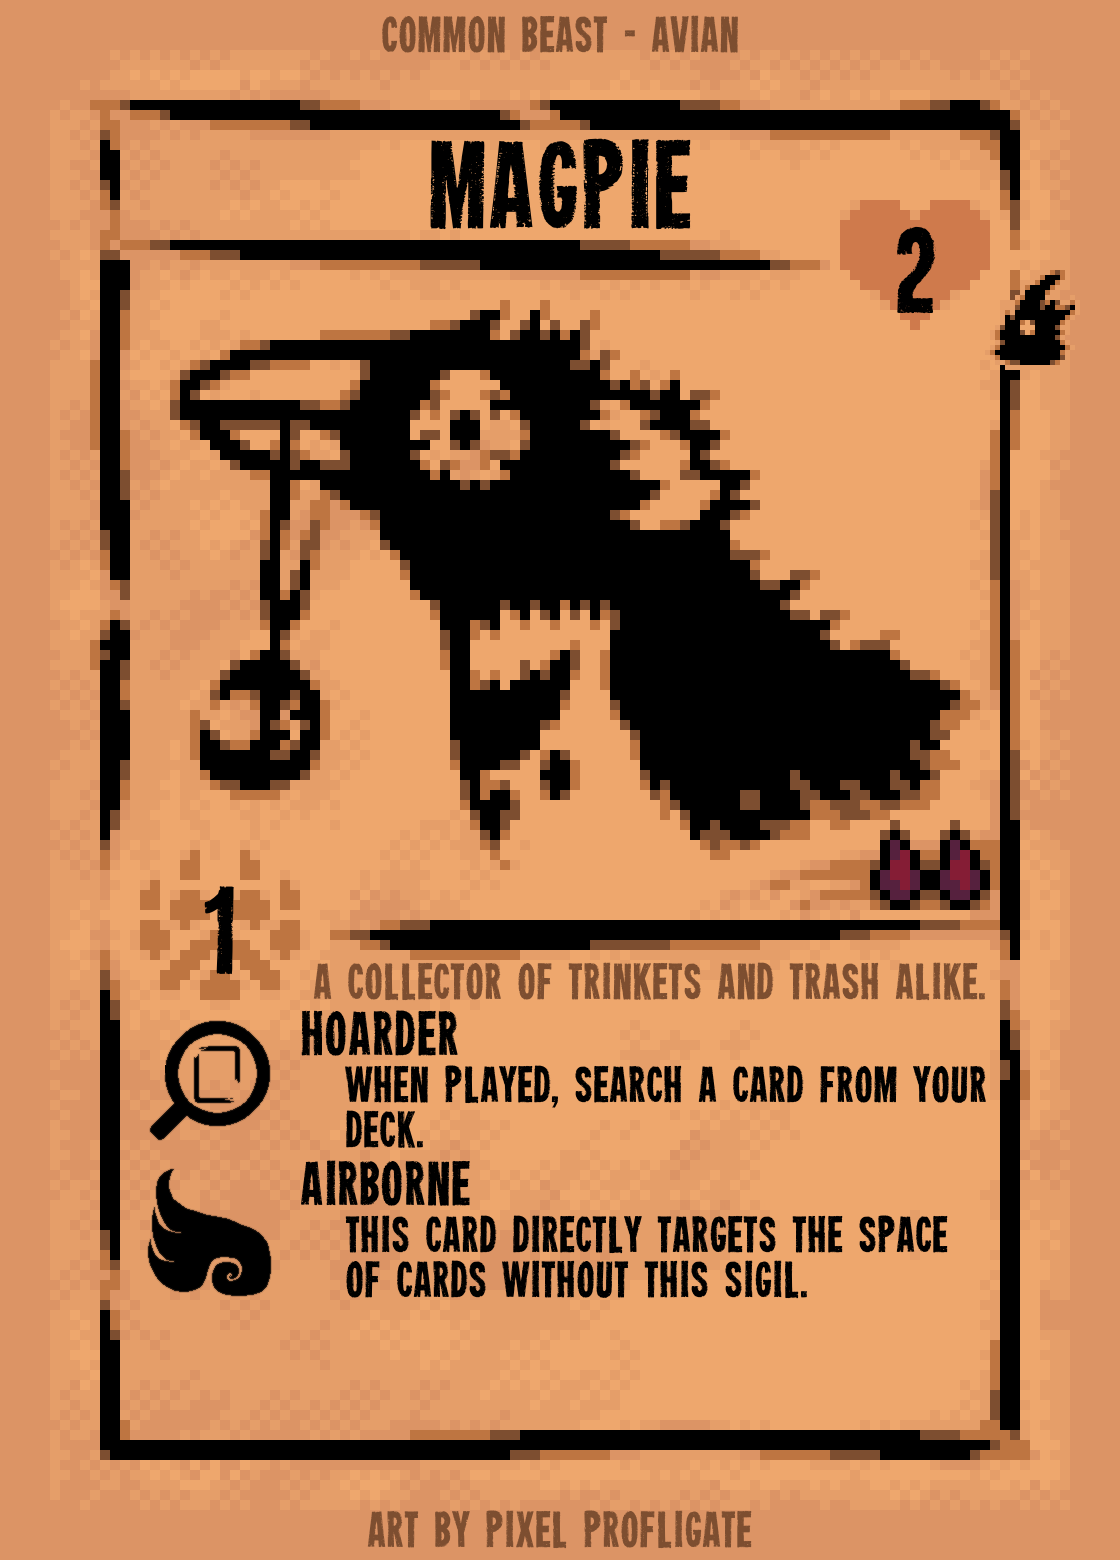 COMMON BEAST - AVIAN
MAGPIE
2
1
A COLLECTOR OF TRINKETS AND TRASH ALIKE.
HOARDER
WHEN PLAYED, SEARCH A CARD FROM YOUR
DECK.
AIRBORNE
THIS CARD DIRECTLY TARGETS THE SPACE
OF CARDS WITHOUT THIS SIGIL.
ART BY PIXEL PROFLIGATE